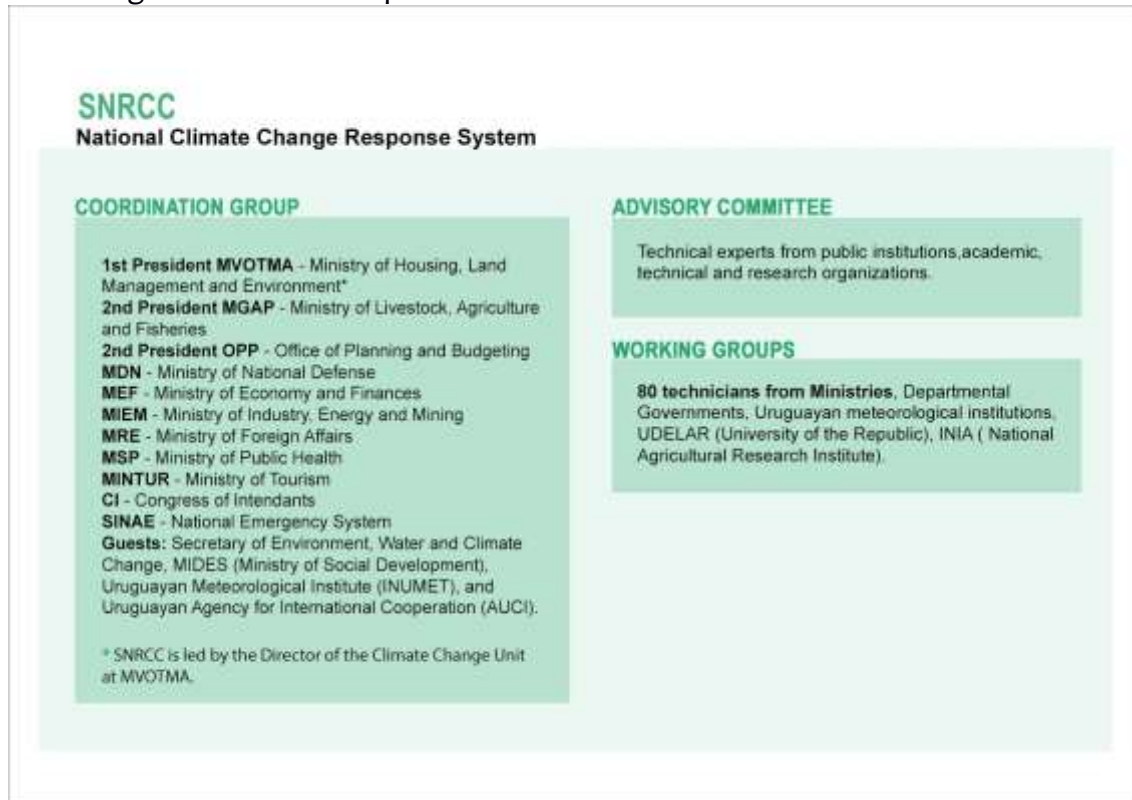 SNRCC
National Climate Change Response System
COORDINATION GROUP
1st President MVOTMA - Ministry of Housing, Land
Management and Environment*
2nd President MGAP - Ministry of Livestock, Agriculture
and Fisheries
2nd President OPP - Office of Planning and Budgeting
MDN - Ministry of National Defense
MEF - Ministry of Economy and Finances
MIEM - Ministry of Industry, Energy and Mining
MRE - Ministry of Foreign Affairs
MSP - Ministry of Public Health
MINTUR - Ministry of Tourism
CI - Congress of Intendants
SINAE - National Emergency System
Guests: Secretary of Environment, Water and Climate
Change, MIDES (Ministry of Social Development),
Uruguayan Meteorological Institute (INUMET), and
Uruguayan Agency for International Cooperation (AUCI).
* SNRCC is led by the Director of the Climate Change Unit
at MVOTMA.
ADVISORY COMMITTEE
Technical experts from public institutions,academic,
technical and research organizations.
WORKING GROUPS
80 technicians from Ministries, Departmental
Governments, Uruguayan meteorological institutions,
UDELAR (University of the Republic), INIA ( National
Agricultural Research Institute).